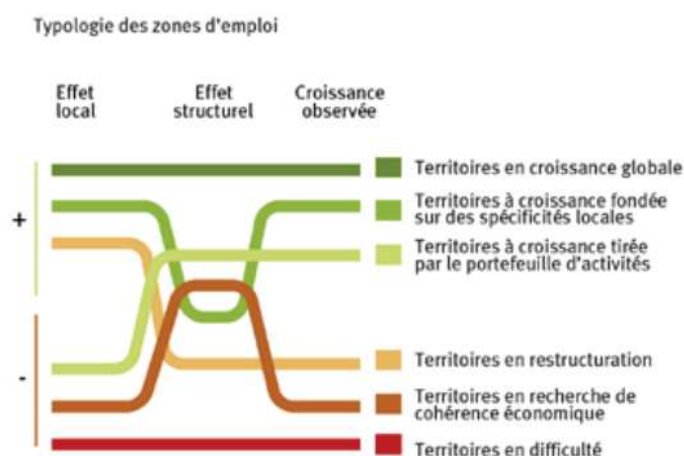 Typologie des zones d'emploi
Effet
local
Effet
structurel
Croissance
observée
+
-
Territoires en croissance globale
Territoires à croissance fondée
sur des spécificités locales
Territoires à croissance tirée
par le portefeuille d'activités
Territoires en restructuration
Territoires en recherche de
cohérence économique
Territoires en difficulté